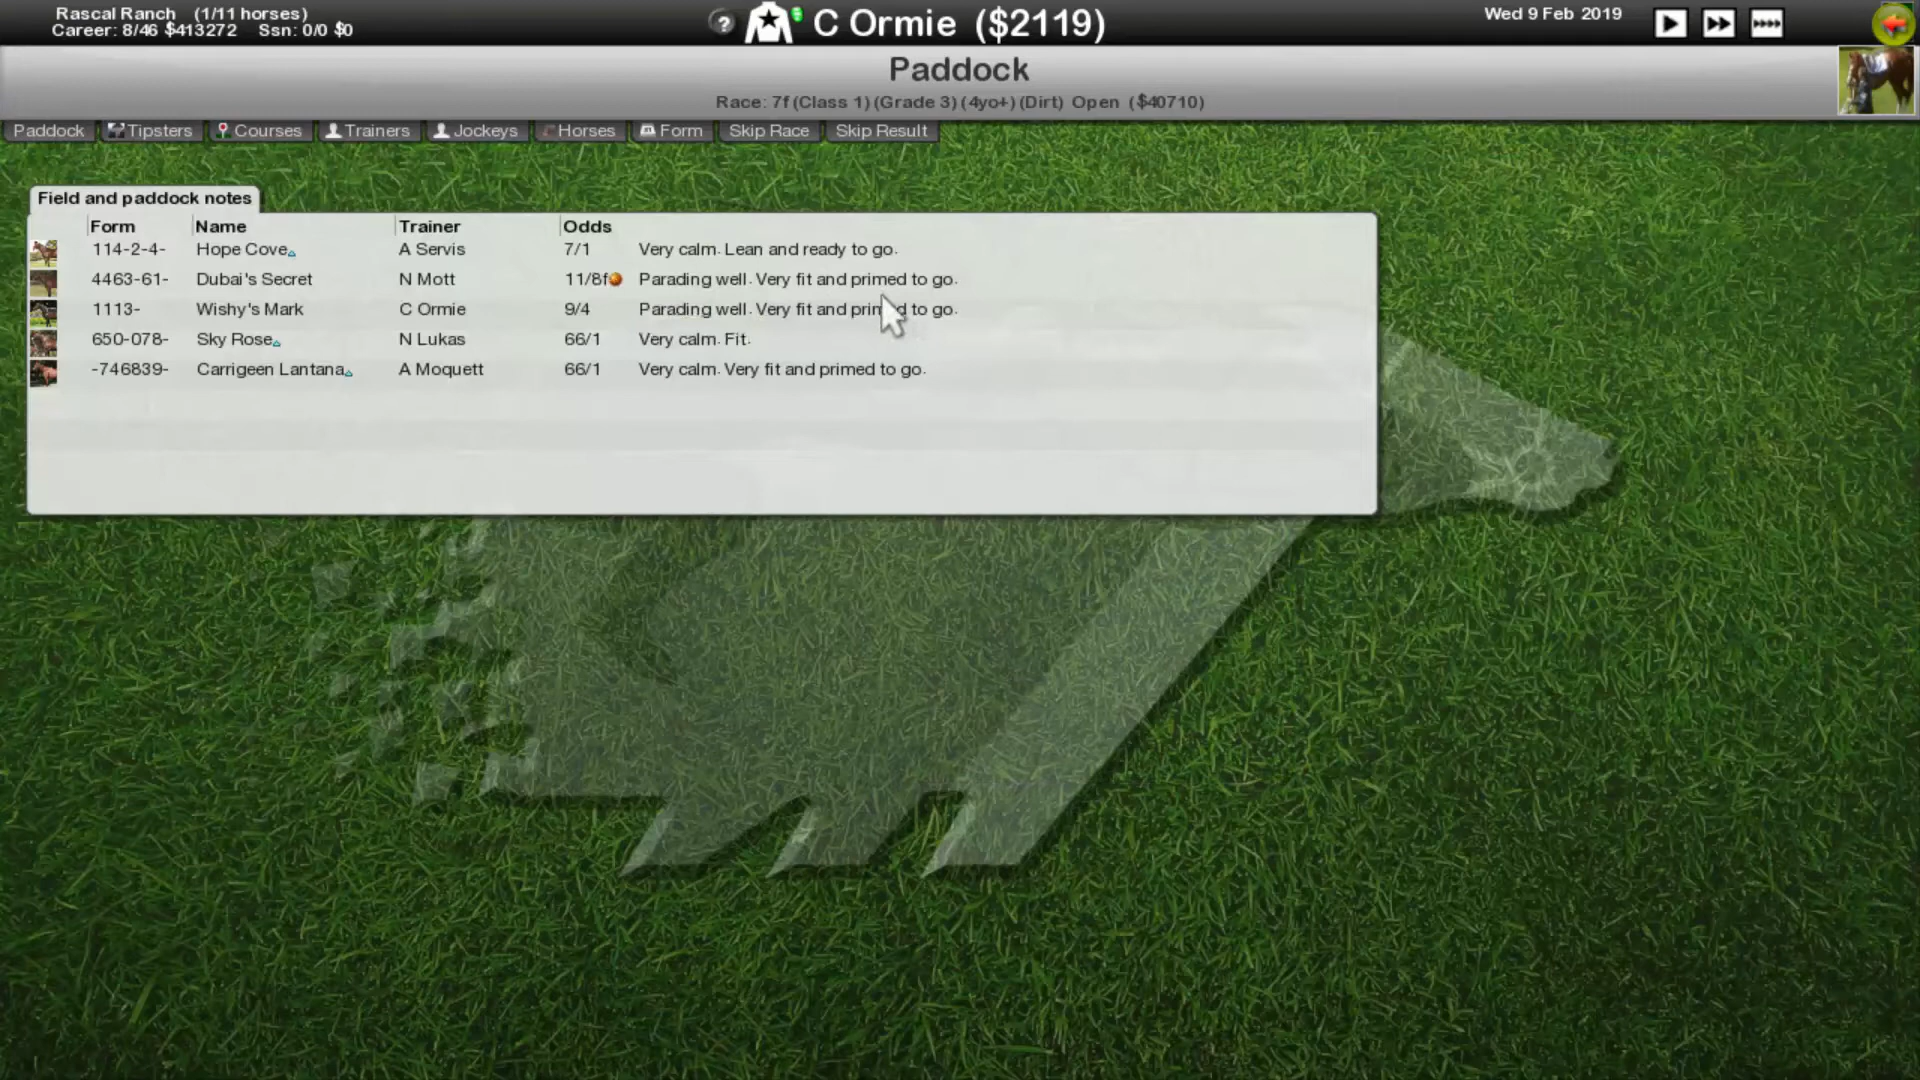 Rascal Ranch (1/11 horses)
Career: 8/46 $413272 Ssn: 0/0 $0
? C Ormie ($2119)
Wed 9 Feb 2019
Paddock
Race: 7f (Class 1) (Grade 3) (4yo+) (Dirt) Open ($40710)
Paddock Tipsters Courses Trainers Jockeys Horses Form Skip Race Skip Result
Field and paddock notes
Form Name Trainer Odds
114-2-4- Hope Cove A Servis 7/1 Very calm. Lean and ready to go.
4463-61- Dubai's Secret N Mott 11/8f Parading well. Very fit and primed to go.
1113- Wishy's Mark C Ormie 9/4 Parading well. Very fit and primed to go.
650-078- Sky Rose N Lukas 66/1 Very calm. Fit.
-746839- Carrigeen Lantana A Moquett 66/1 Very calm. Very fit and primed to go.